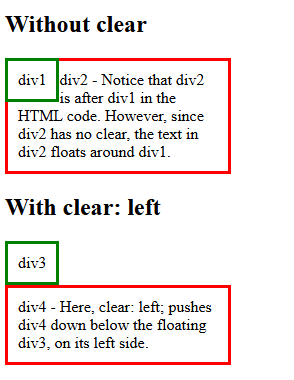 Without clear
div1 div2 - Notice that div2
is after div1 in the
HTML code. However, since
div2 has no clear, the text in
div2 floats around div1.
With clear: left
div3
div4 - Here, clear: left; pushes
div4 down below the floating
div3, on its left side.